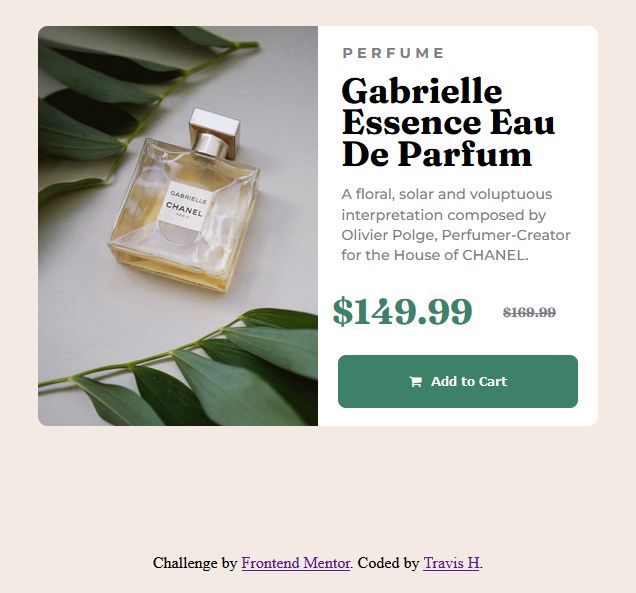 GABRIELLE
CHANEL
PARIS
PERFUME
Gabrielle
Essence Eau
De Parfum
A floral, solar and voluptuous
interpretation composed by
Olivier Polge, Perfumer-Creator
for the House of CHANEL.
$149.99 $169.99
Add to Cart
Challenge by Frontend Mentor. Coded by Travis H.